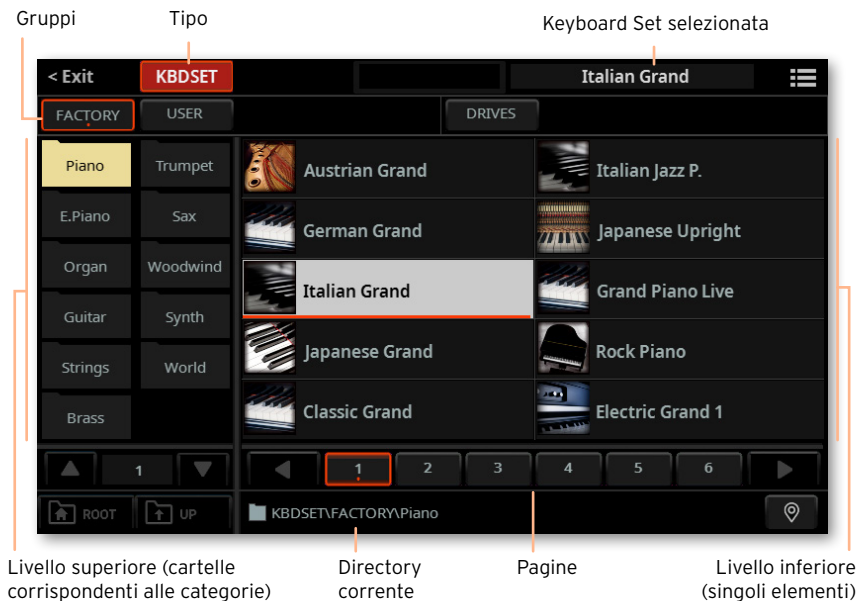 Gruppi
Tipo
Keyboard Set selezionata
< Exit
KBDSET
Italian Grand
FACTORY
USER
DRIVES
Piano
Trumpet
E.Piano
Sax
Organ
Woodwind
Guitar
Synth
Strings
World
Brass
Austrian Grand
Italian Jazz P.
German Grand
Japanese Upright
Italian Grand
Grand Piano Live
Japanese Grand
Rock Piano
Classic Grand
Electric Grand 1
1
1
2
3
4
5
6
ROOT
UP
KBDSET\FACTORY\Piano
Livello superiore (cartelle
corrispondenti alle categorie)
Directory
corrente
Pagine
Livello inferiore
(singoli elementi)